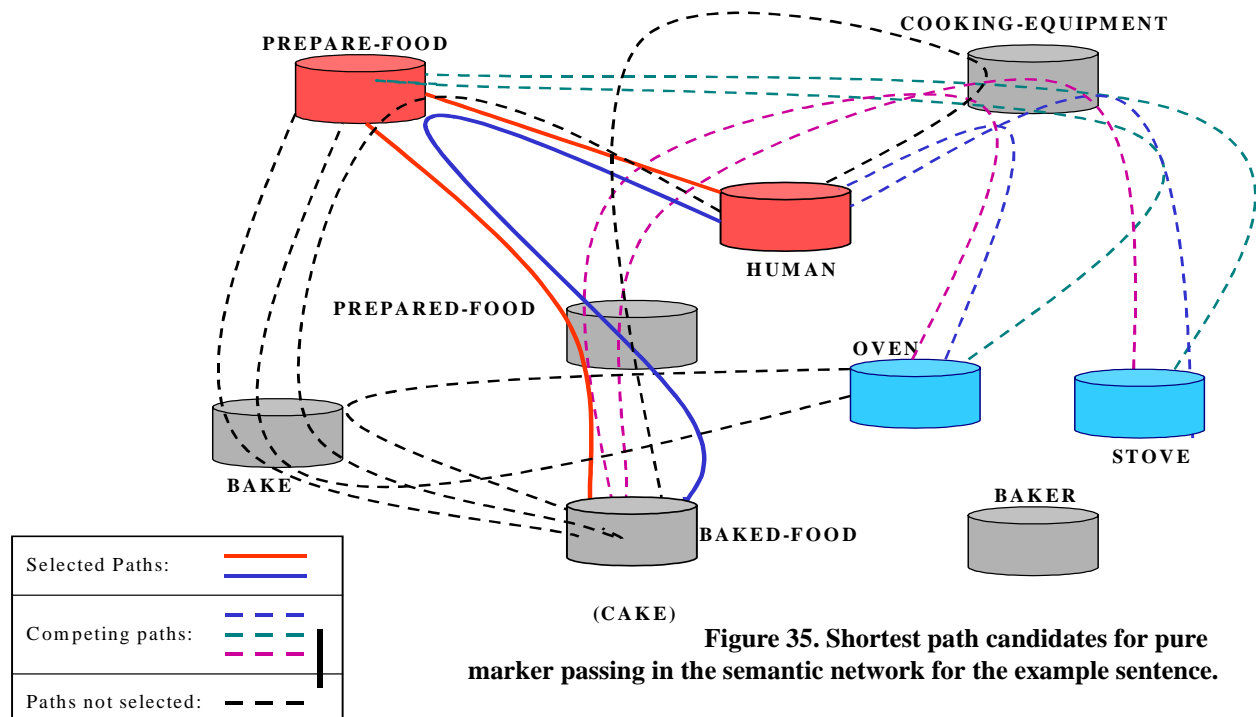 COOKING-EQUIPMENT
PREPARE-FOOD
HUMAN
PREPARED-FOOD
OVEN
STOVE
BAKE
BAKER
BAKED-FOOD
(CAKE)
Selected Paths:
Competing paths:
Paths not selected:
Figure 35. Shortest path candidates for pure
marker passing in the semantic network for the example sentence.